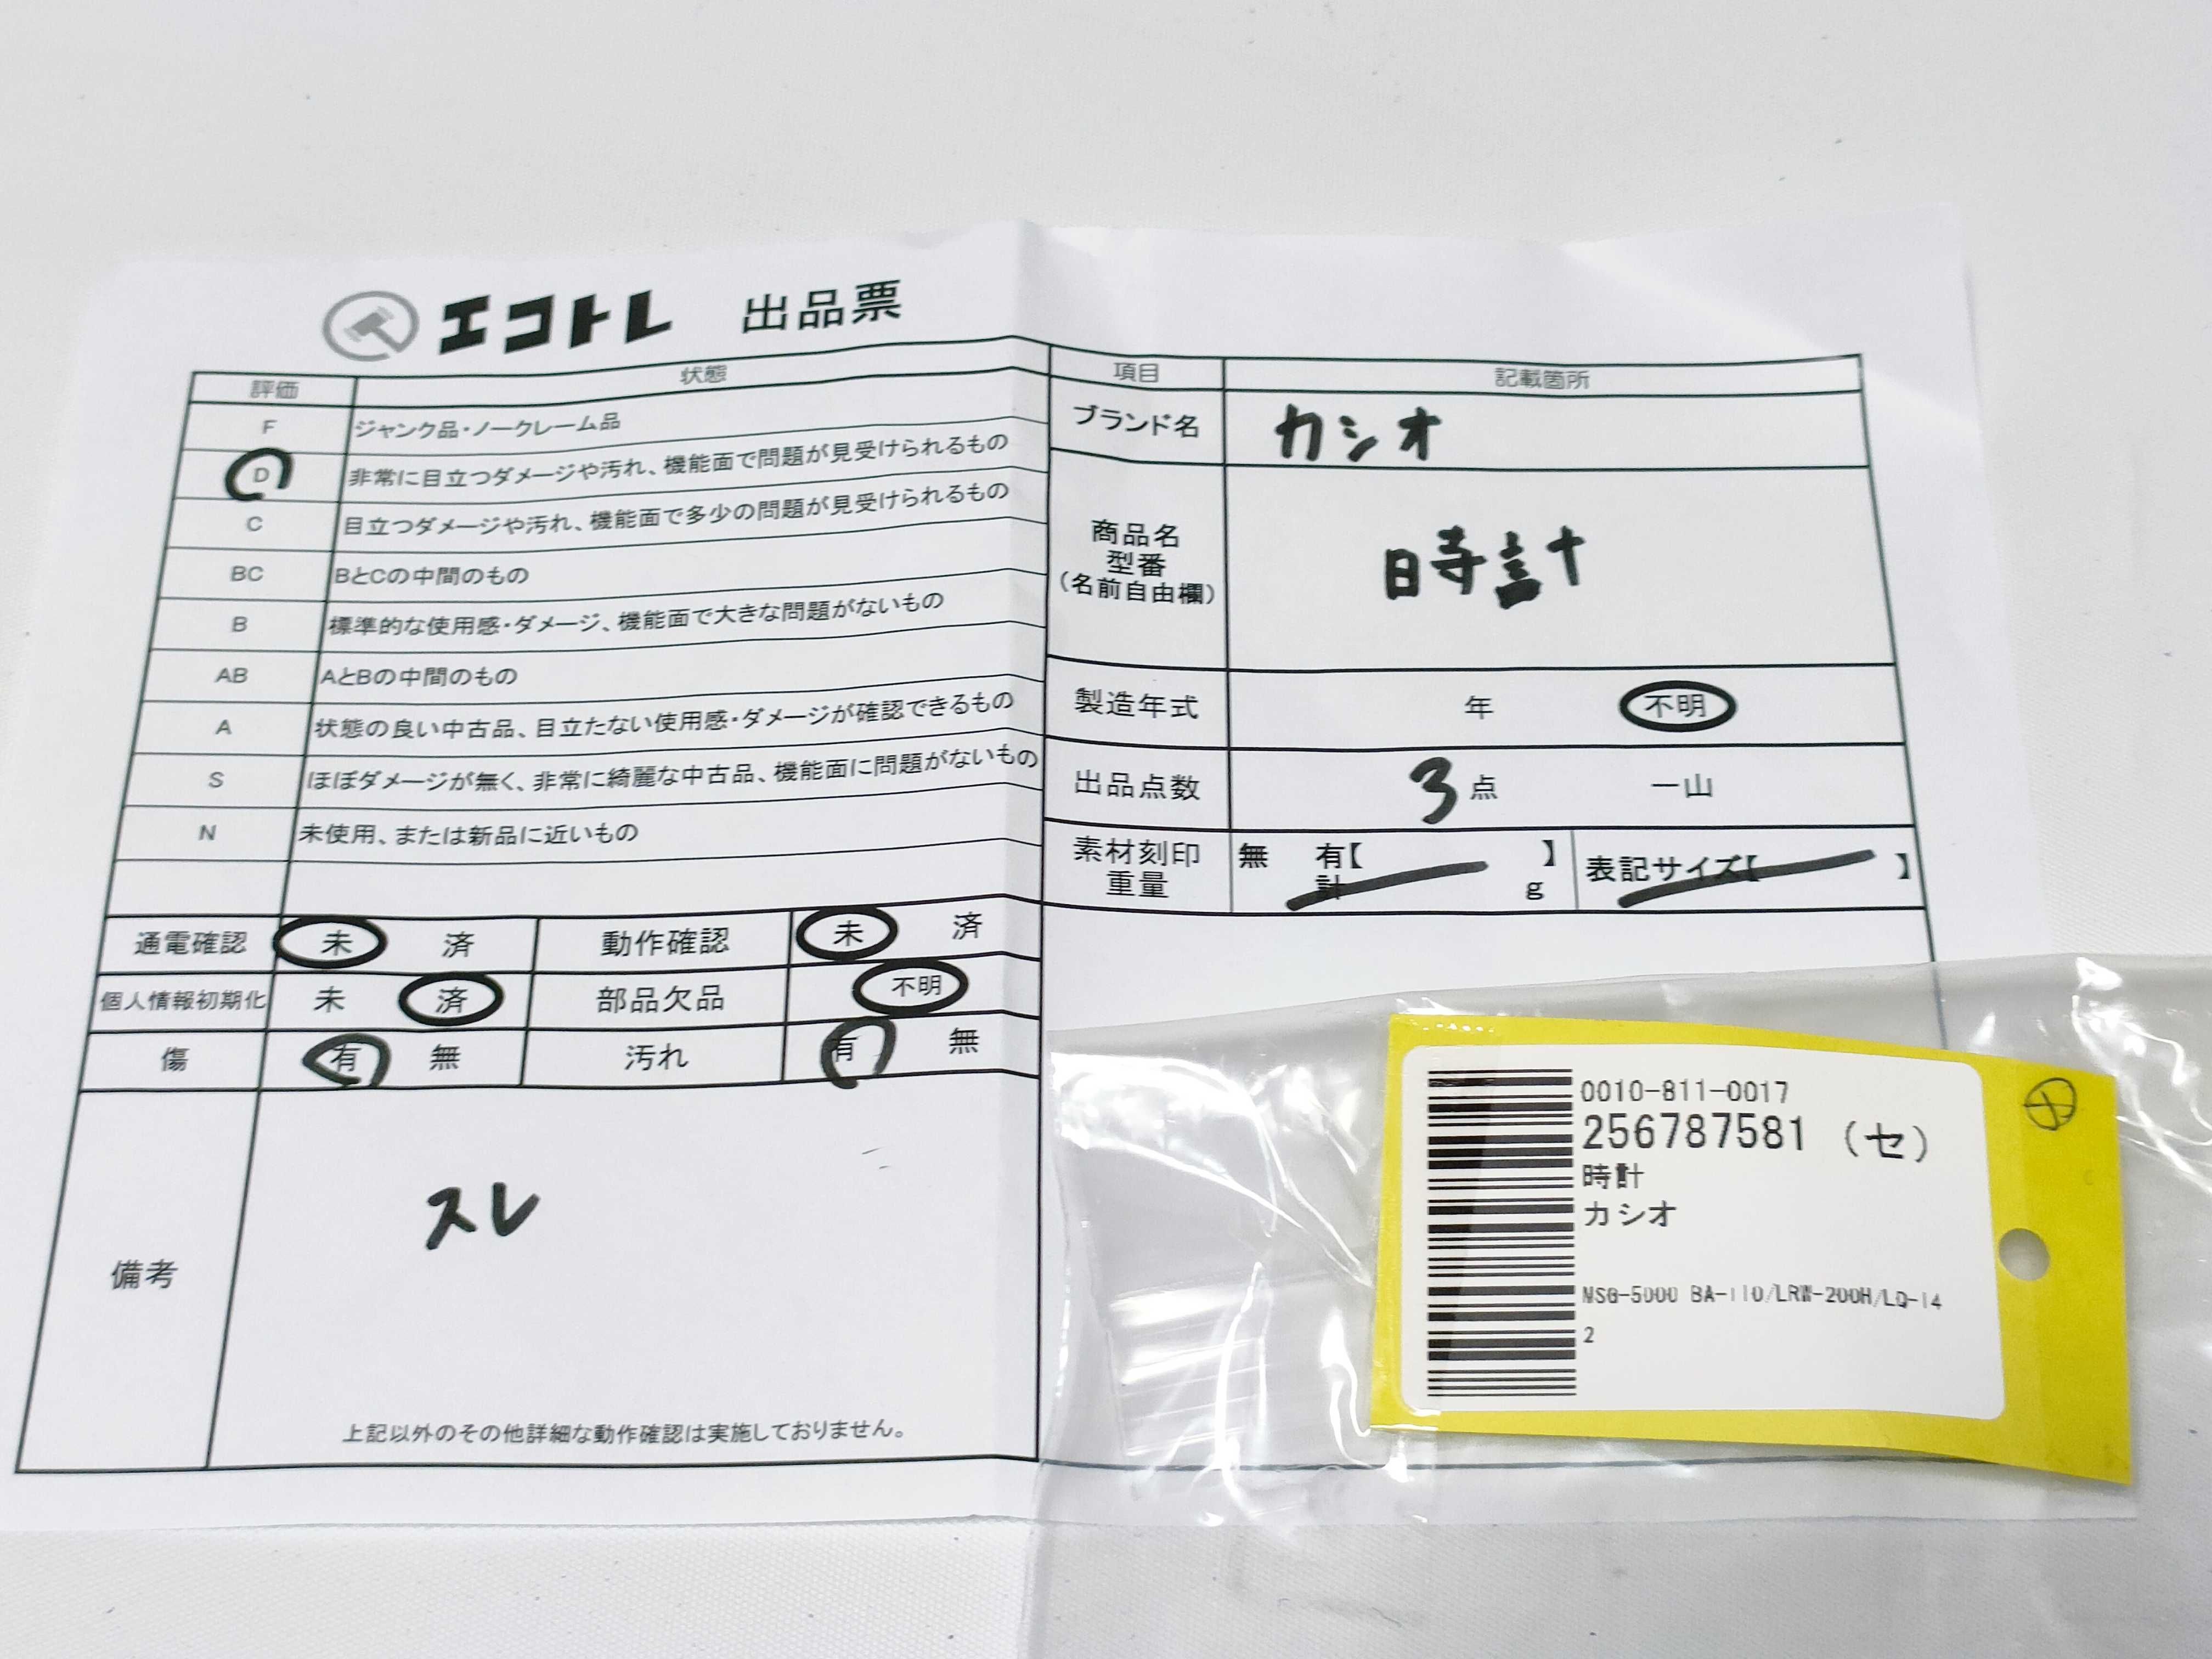 エコトレ 出品票
評価 状態
F ジャンク品・ノークレーム品
D 非常に目立つダメージや汚れ、機能面で問題が見受けられるもの
C 目立つダメージや汚れ、機能面で多少の問題が見受けられるもの
BC BとCの中間のもの
B 標準的な使用感・ダメージ、機能面で大きな問題がないもの
AB AとBの中間のもの
A 状態の良い中古品、目立たない使用感・ダメージが確認できるもの
S ほぼダメージが無く、非常に綺麗な中古品、機能面に問題がないもの
N 未使用、または新品に近いもの
通電確認 未 済 動作確認 未 済
個人情報初期化 未 済 部品欠品 不明
傷 有 無 汚れ 有 無
備考
スレ
上記以外のその他詳細な動作確認は実施しておりません。
項目 記載箇所
ブランド名 カシオ
商品名
型番
(名前自由欄)
時計
製造年式 年 不明
出品点数 3点 一山
素材刻印
重量
無 有【 】
計 g
表記サイズ【 】
0010-811-0017
256787581 (セ)
時計
カシオ
MSG-5000 BA-110/LRW-200H/LQ-14
2